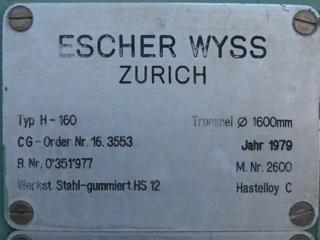 ESCHER WYSS
ZURICH
Typ H-160 Trommel Ø 1600mm
CG-Order Nr. 16.3553 Jahr 1979
B.Nr. 0'351'977 M.Nr. 2600
Werkst. Stahl-gummiert HS 12 Hastelloy C